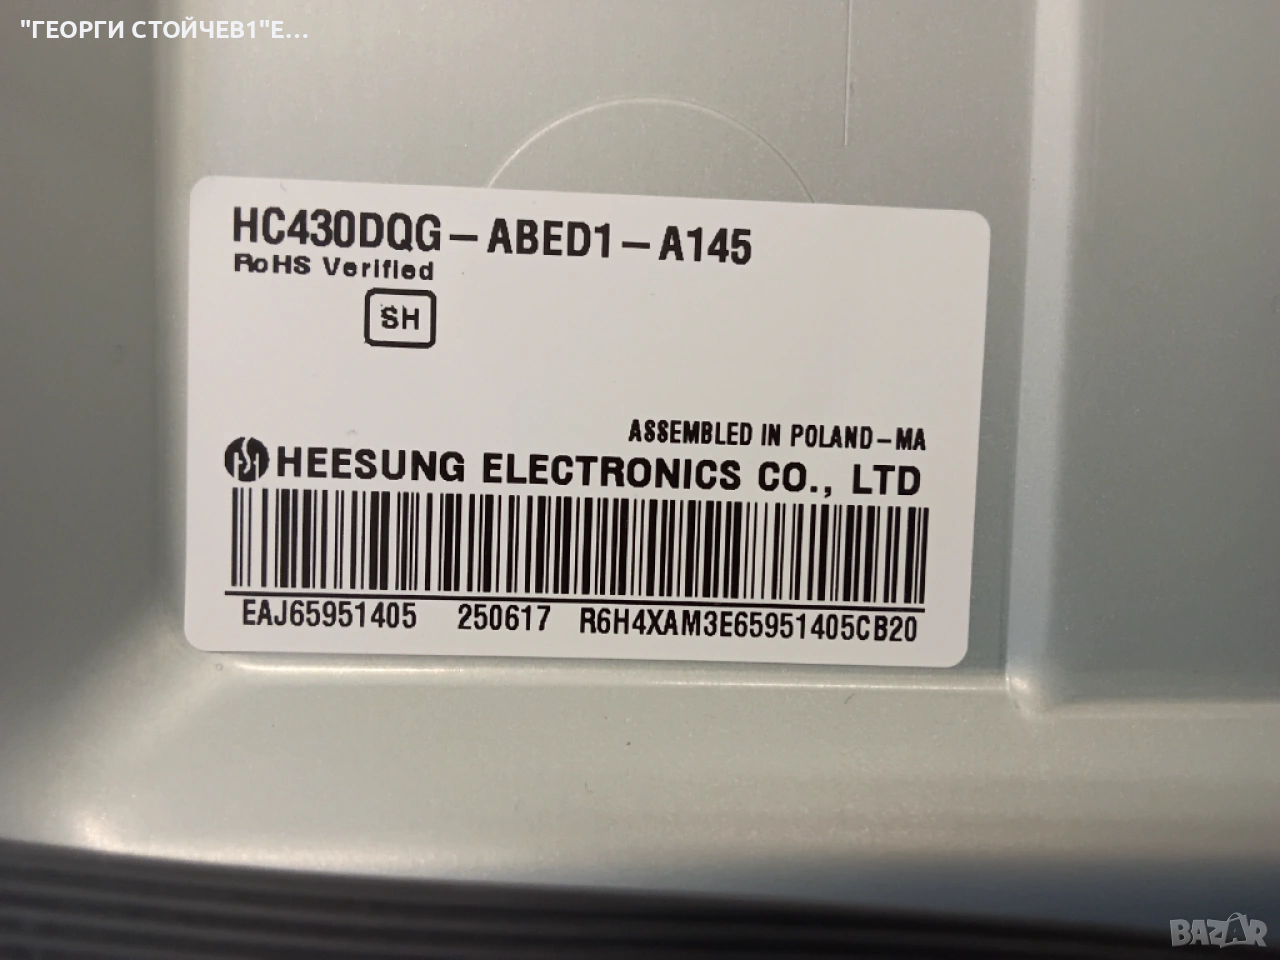 "ГЕОРГИ СТОЙЧЕВ1"Е...
HC430DQG-ABED1-A145
RoHS Verified
SH
ASSEMBLED IN POLAND-MA
HEESUNG ELECTRONICS CO., LTD
EAJ65951405 250617 R6H4XAM3E65951405CB20
BAZAR